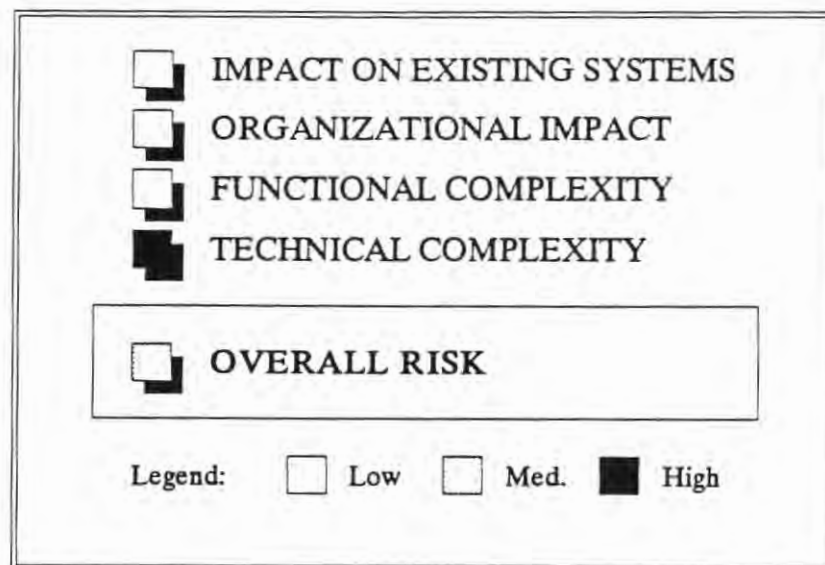 IMPACT ON EXISTING SYSTEMS
ORGANIZATIONAL IMPACT
FUNCTIONAL COMPLEXITY
TECHNICAL COMPLEXITY
OVERALL RISK
Legend: Low Med. High